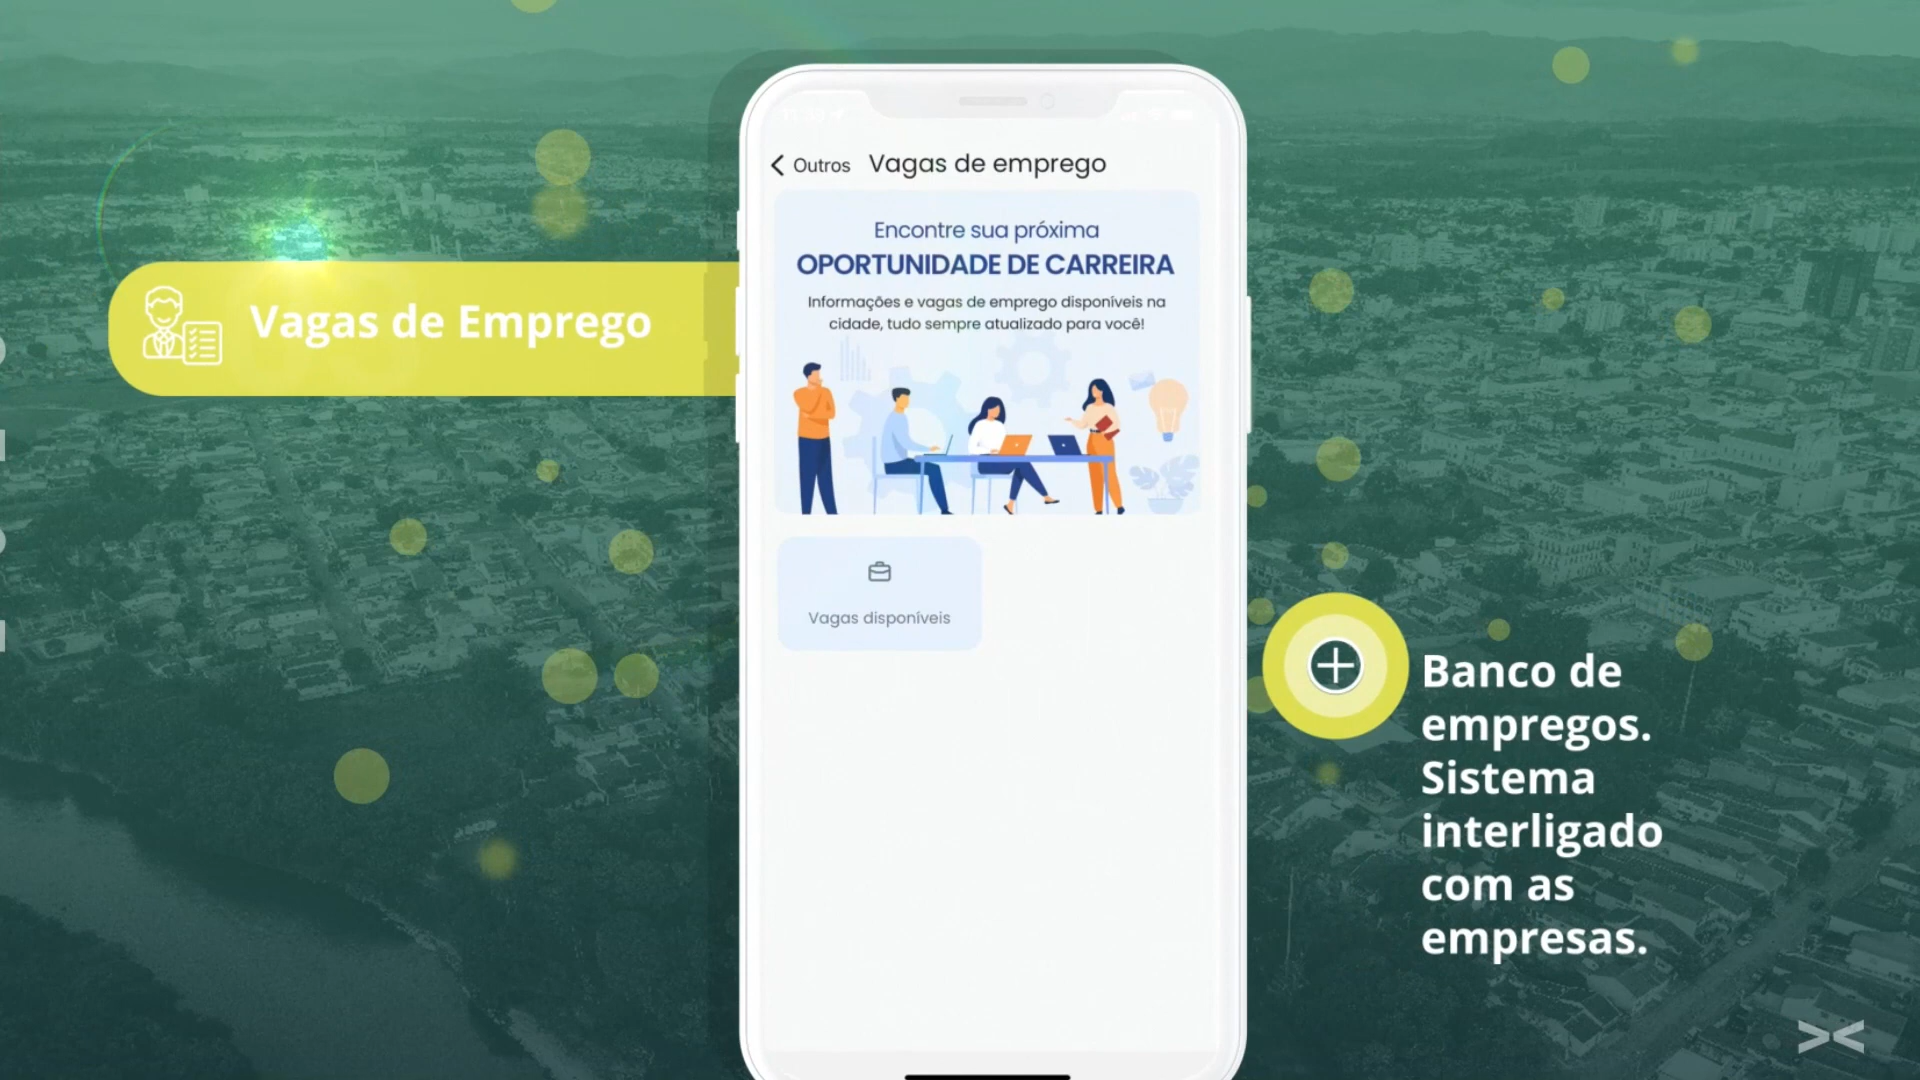 Outros Vagas de emprego
Encontre sua próxima
OPORTUNIDADE DE CARREIRA
Informações e vagas de emprego disponíveis na
cidade, tudo sempre atualizado para você!
Vagas de Emprego
Vagas disponíveis
Banco de
empregos.
Sistema
interligado
com as
empresas.